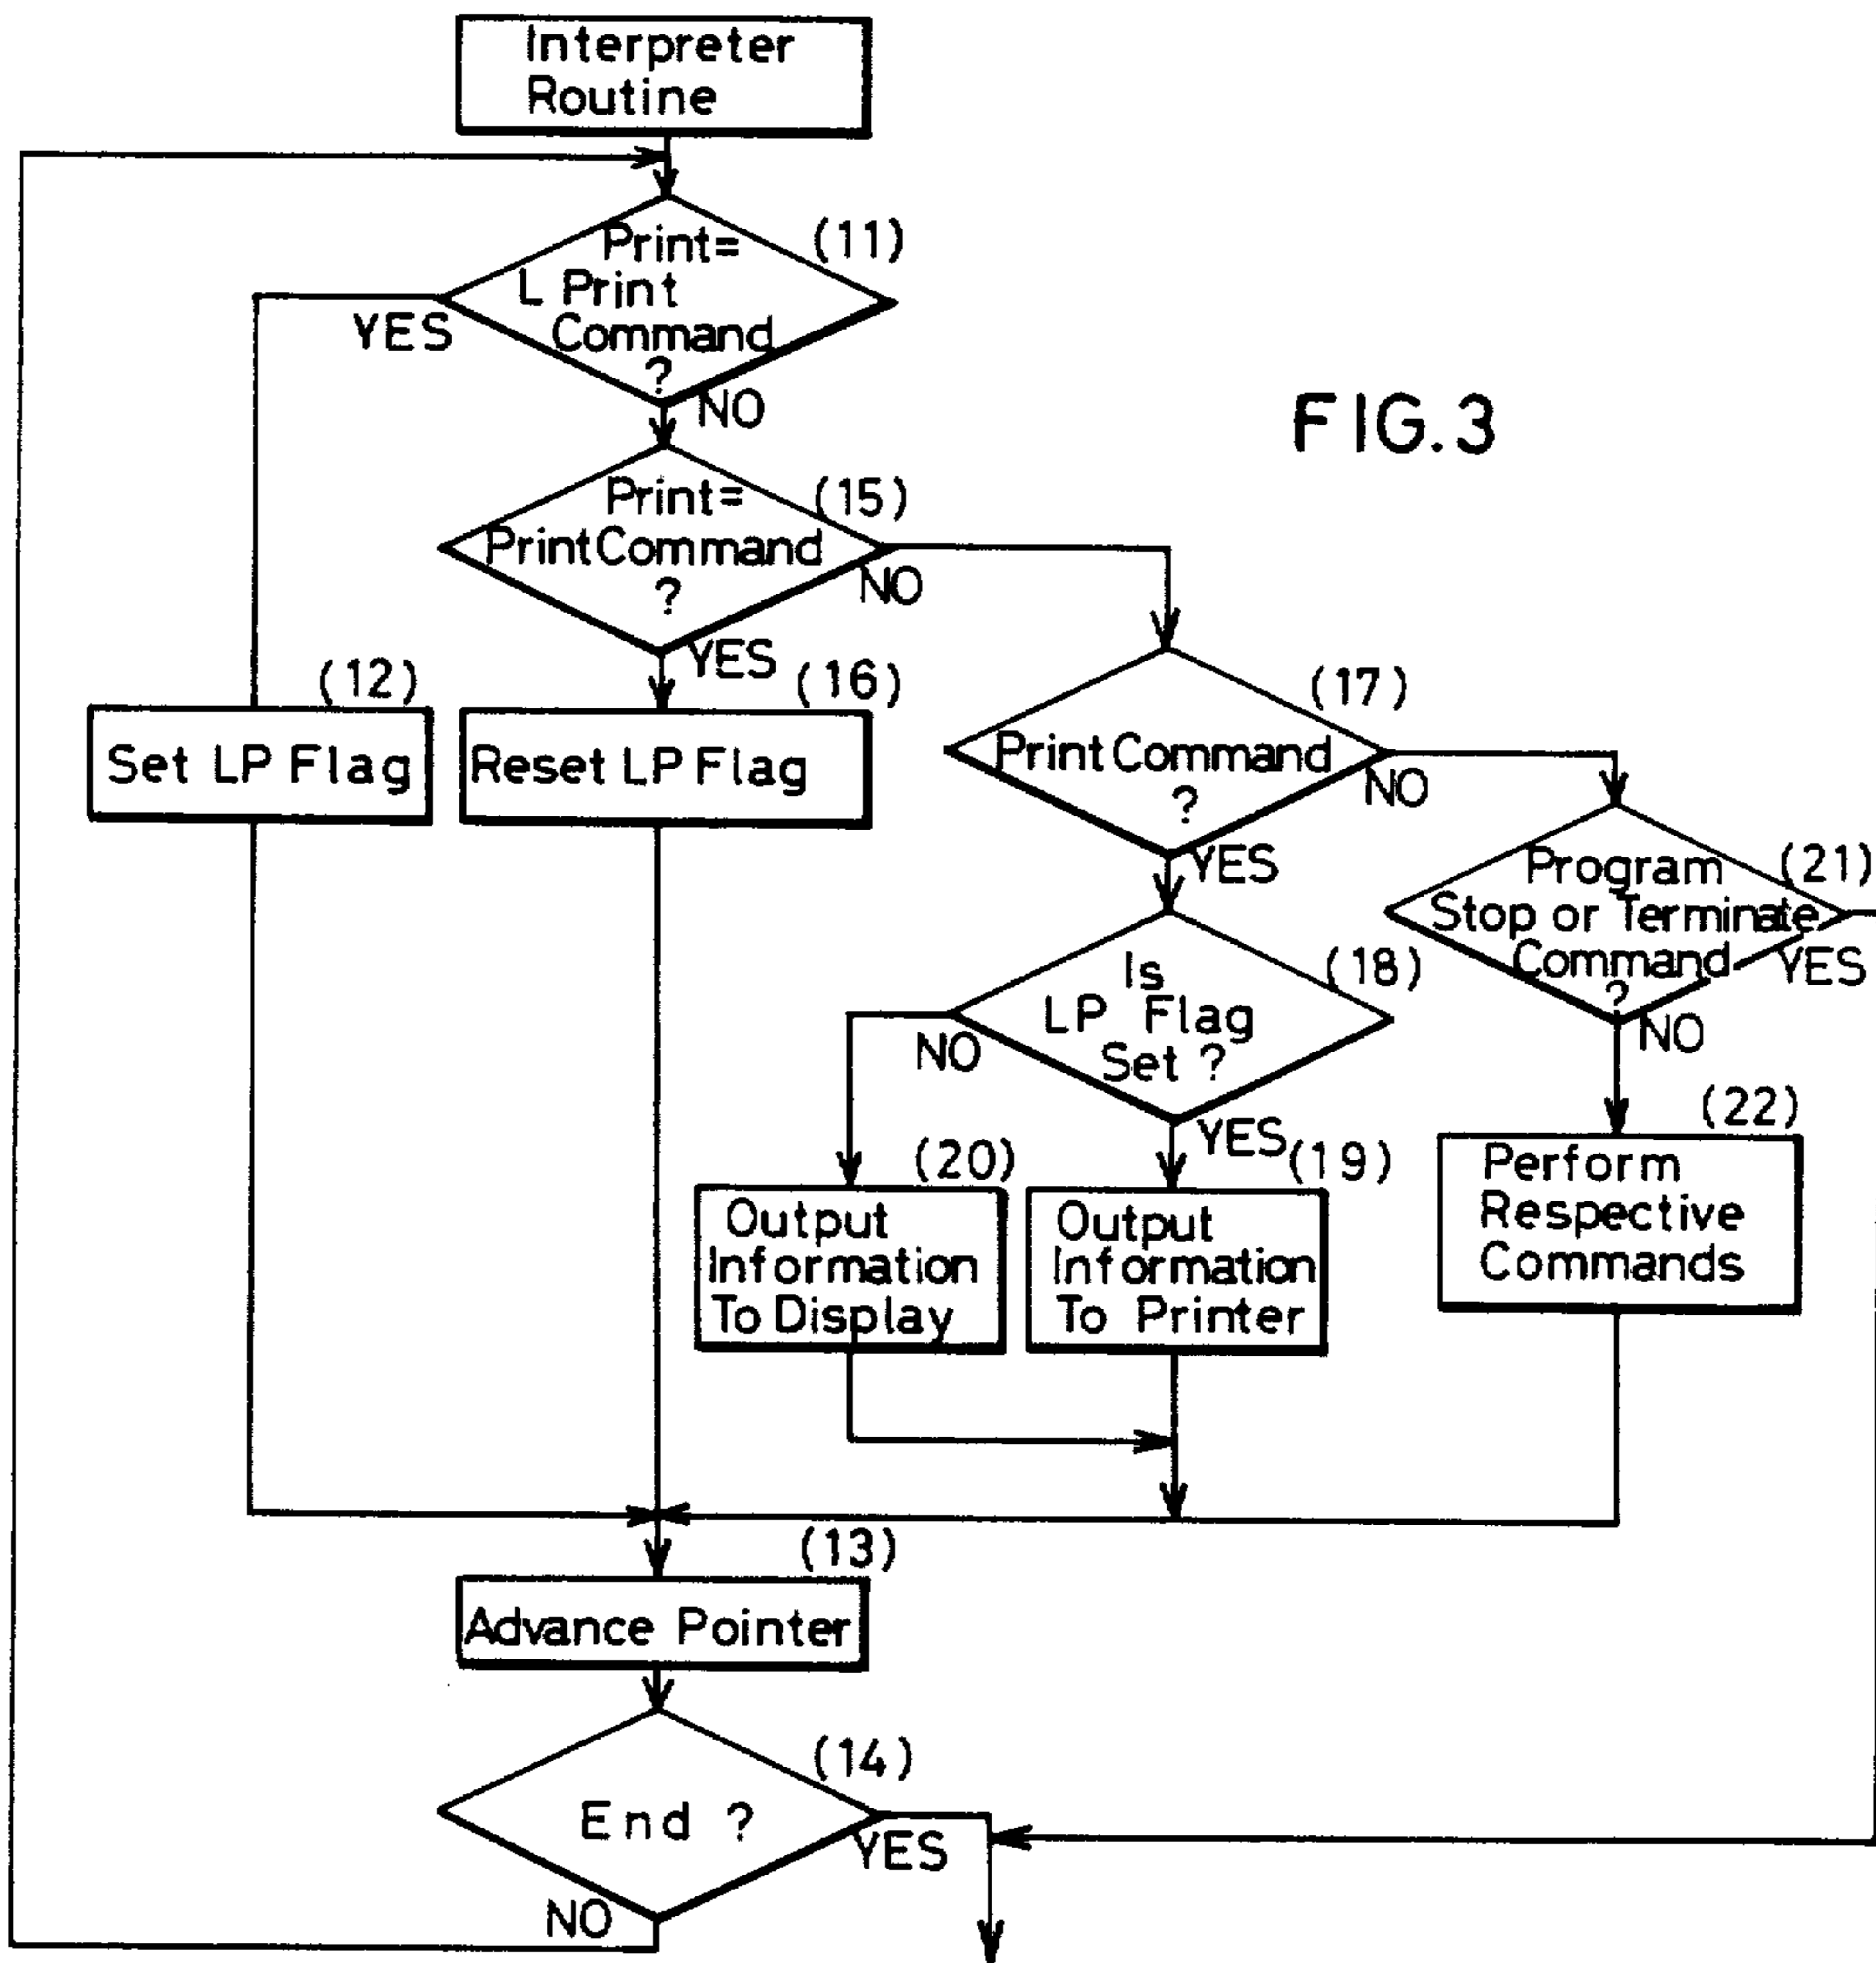 Interpreter
Routine
Print=
L Print
Command
?
(11)
YES
NO
FIG.3
Print=
Print Command
?
(15)
NO
YES
(12)
Set LP Flag
(16)
Reset LP Flag
(17)
Print Command
?
NO
YES
(21)
Program
Stop or Terminate
Command
?
YES
NO
(18)
Is
LP Flag
Set ?
NO
YES
(20)
Output
Information
To Display
(19)
Output
Information
To Printer
(22)
Perform
Respective
Commands
(13)
Advance Pointer
(14)
End ?
YES
NO